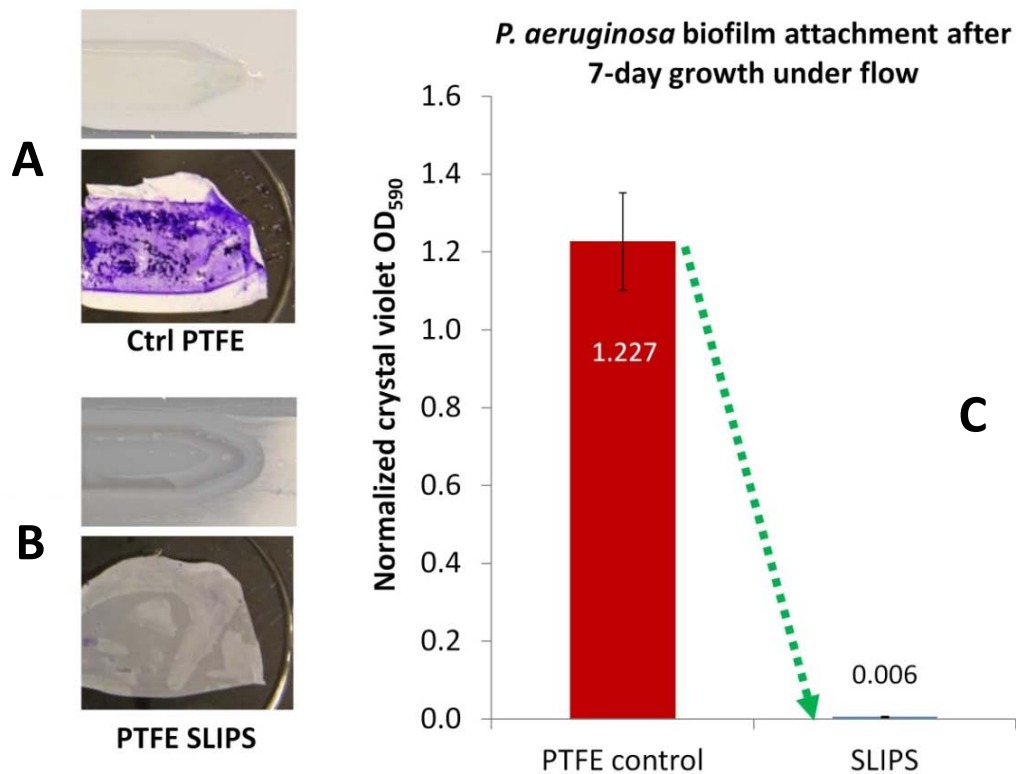 A
Ctrl PTFE
B
PTFE SLIPS
P. aeruginosa biofilm attachment after
7-day growth under flow
Normalized crystal violet OD590
1.6
1.4
1.2
1.0
0.8
0.6
0.4
0.2
0.0
1.227
0.006
C
PTFE control
SLIPS